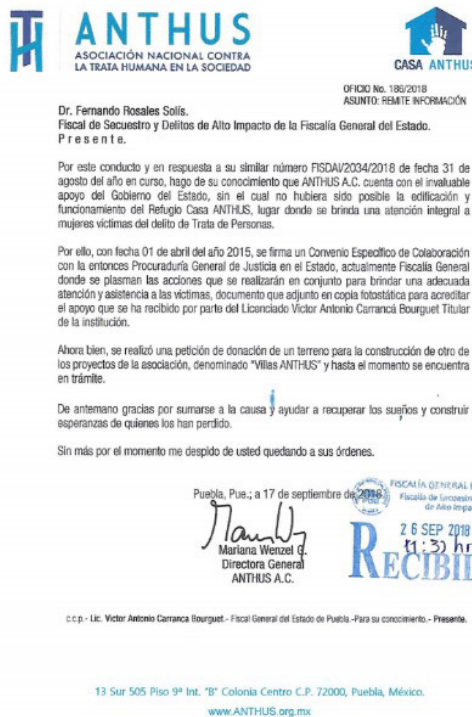 ANTHUS
ASOCIACIÓN NACIONAL CONTRA
LA TRATA HUMANA EN LA SOCIEDAD
CASA ANTHUS
OFICIO No. 186/2018
ASUNTO: REMITE INFORMACIÓN
Dr. Fernando Rosales Solís.
Fiscal de Secuestro y Delitos de Alto Impacto de la Fiscalía General del Estado.
P r e s e n t e.
Por este conducto y en respuesta a su similar número FISDAI/2034/2018 de fecha 31 de
agosto del año en curso, hago de su conocimiento que ANTHUS A.C. cuenta con el invaluable
apoyo del Gobierno del Estado, sin el cual no hubiera sido posible la edificación y
funcionamiento del Refugio Casa ANTHUS, lugar donde se brinda una atención integral a
mujeres víctimas del delito de Trata de Personas.
Por ello, con fecha 01 de abril del año 2015, se firma un Convenio Específico de Colaboración
con la entonces Procuraduría General de Justicia en el Estado, actualmente Fiscalía General
donde se plasman las acciones que se realizarán en conjunto para brindar una adecuada
atención y asistencia a las víctimas, documento que adjunto en copia fotostática para acreditar
el apoyo que se ha recibido por parte del Licenciado Víctor Antonio Carrancá Bourguet Titular
de la institución.
Ahora bien, se realizó una petición de donación de un terreno para la construcción de otro de
los proyectos de la asociación, denominado "Villas ANTHUS" y hasta el momento se encuentra
en trámite.
De antemano gracias por sumarse a la causa y ayudar a recuperar los sueños y construir
esperanzas de quienes los han perdido.
Sin más por el momento me despido de usted quedando a sus órdenes.
Puebla, Pue.; a 17 de septiembre de 2018
FISCALÍA GENERAL
Fiscalía de Secuestro
de Alto Impa
26 SEP 2018
11:30 hr
RECIBID
Mariana Wenzel G.
Directora General
ANTHUS A.C.
c.c.p.- Lic. Víctor Antonio Carranca Bourguet.- Fiscal General del Estado de Puebla.-Para su conocimiento.- Presente.
13 Sur 505 Piso 9ª Int. "B" Colonia Centro C.P. 72000, Puebla, México.
www.ANTHUS.org.mx